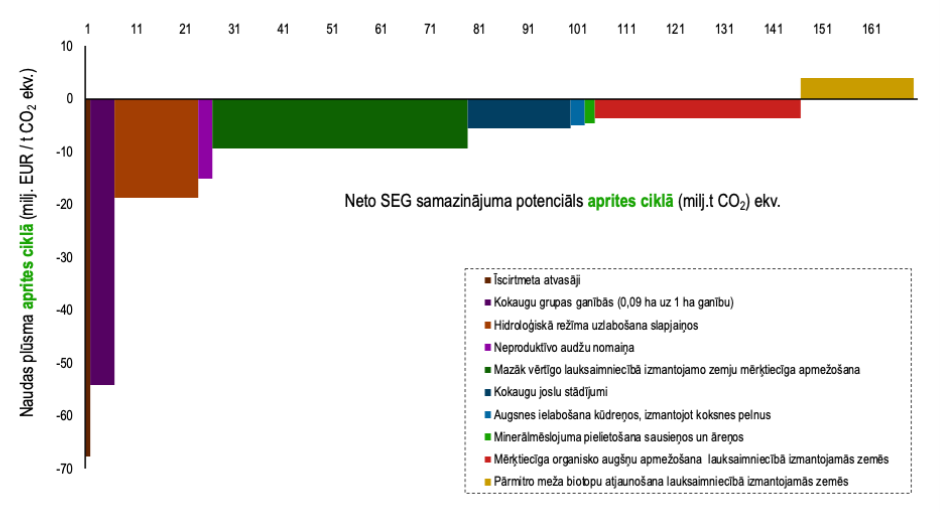 1 11 21 31 41 51 61 71 81 91 101 111 121 131 141 151 161
10
0
-10
-20
-30
-40
-50
-60
-70
Naudas plūsma aprites ciklā (milj. EUR / t CO₂ ekv.)
Neto SEG samazinājuma potenciāls aprites ciklā (milj.t CO₂) ekv.
Īscirtmeta atvasāji
Kokaugu grupas ganībās (0,09 ha uz 1 ha ganību)
Hidroloģiskā režīma uzlabošana slapjaiņos
Neproduktīvo audžu nomaiņa
Mazāk vērtīgo lauksaimniecībā izmantojamo zemju mērķtiecīga apmežošana
Kokaugu joslu stādījumi
Augsnes ielabošana kūdreņos, izmantojot koksnes pelnus
Minerālmēslojuma pielietošana sausieņos un āreņos
Mērķtiecīga organisko augšņu apmežošana lauksaimniecībā izmantojamās zemēs
Pārmitro meža biotopu atjaunošana lauksaimniecībā izmantojamās zemēs